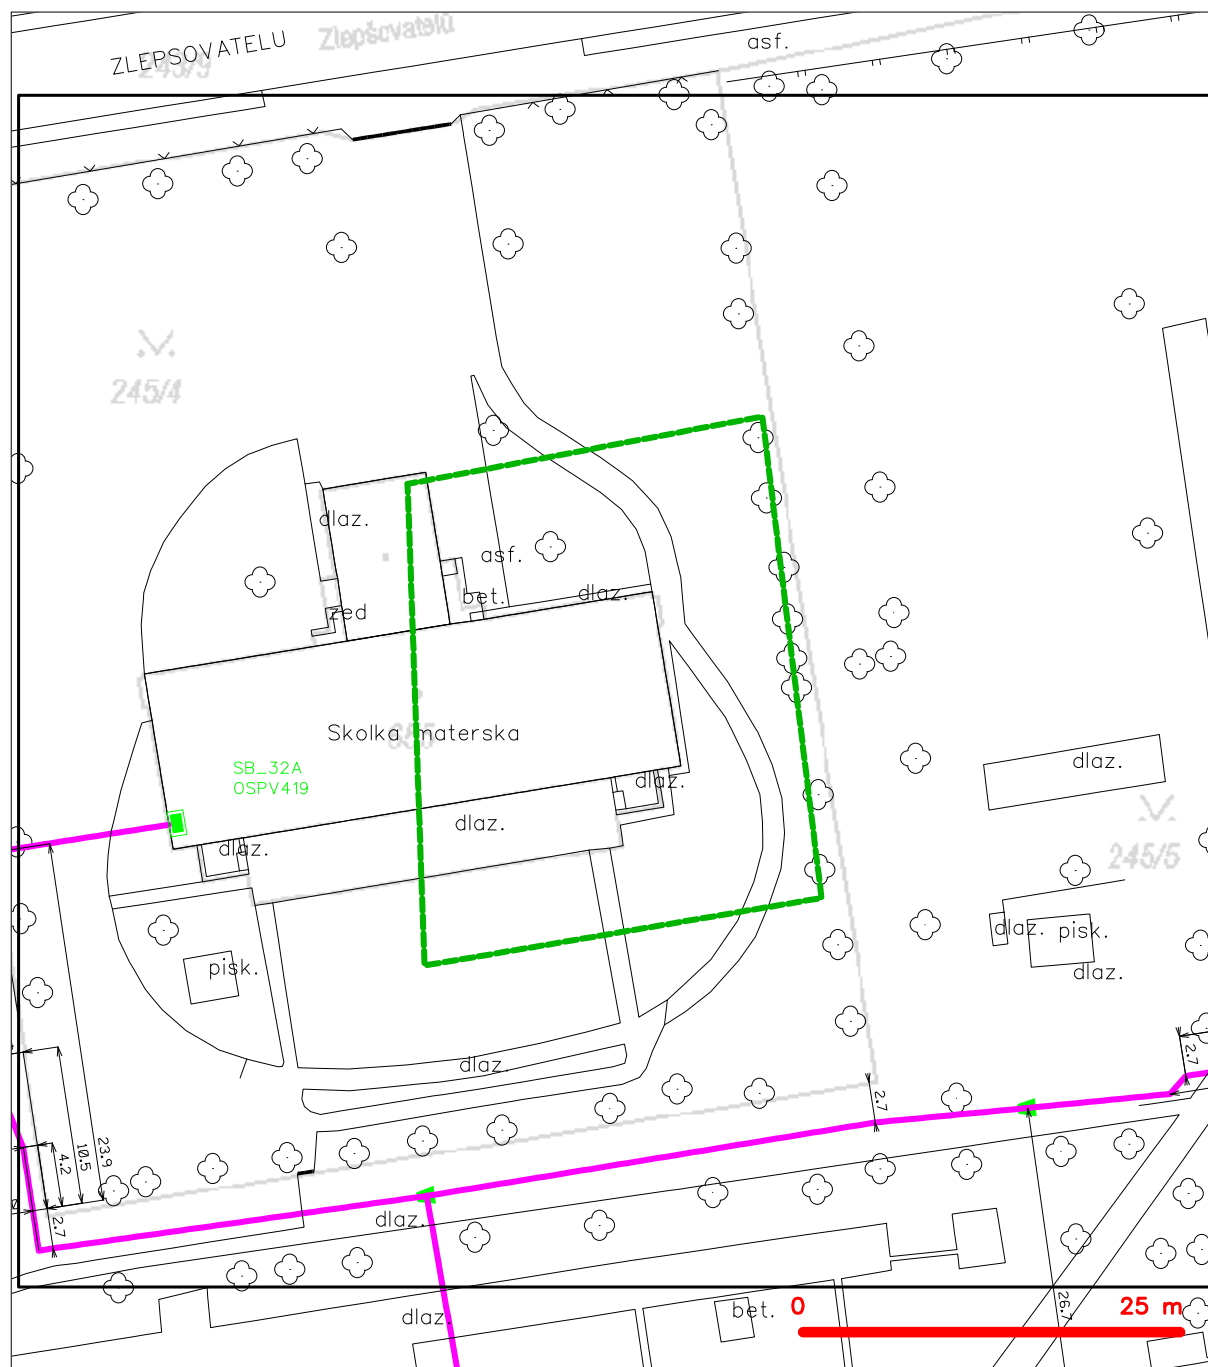 Zlepšovatelů
ZLEPSOVATELU
245/9
asf.
245/4
dlaz.
asf.
bet.
dlaz.
zed
Skolka materska
SB_32A
OSPV419
dlaz.
dlaz.
dlaz.
dlaz.
245/5
dlaz.
pisk.
pisk.
dlaz.
dlaz.
2.7
2.7
23.9
10.5
4.2
2.7
dlaz.
dlaz.
bet.
0
25 m
26.7